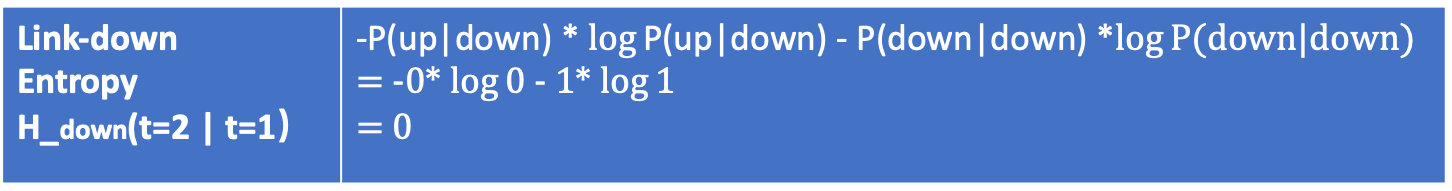 Link-down
Entropy
H_down(t=2 | t=1)
-P(up|down) * log P(up|down) - P(down|down) *log P(down|down)
= -0* log 0 - 1* log 1
= 0